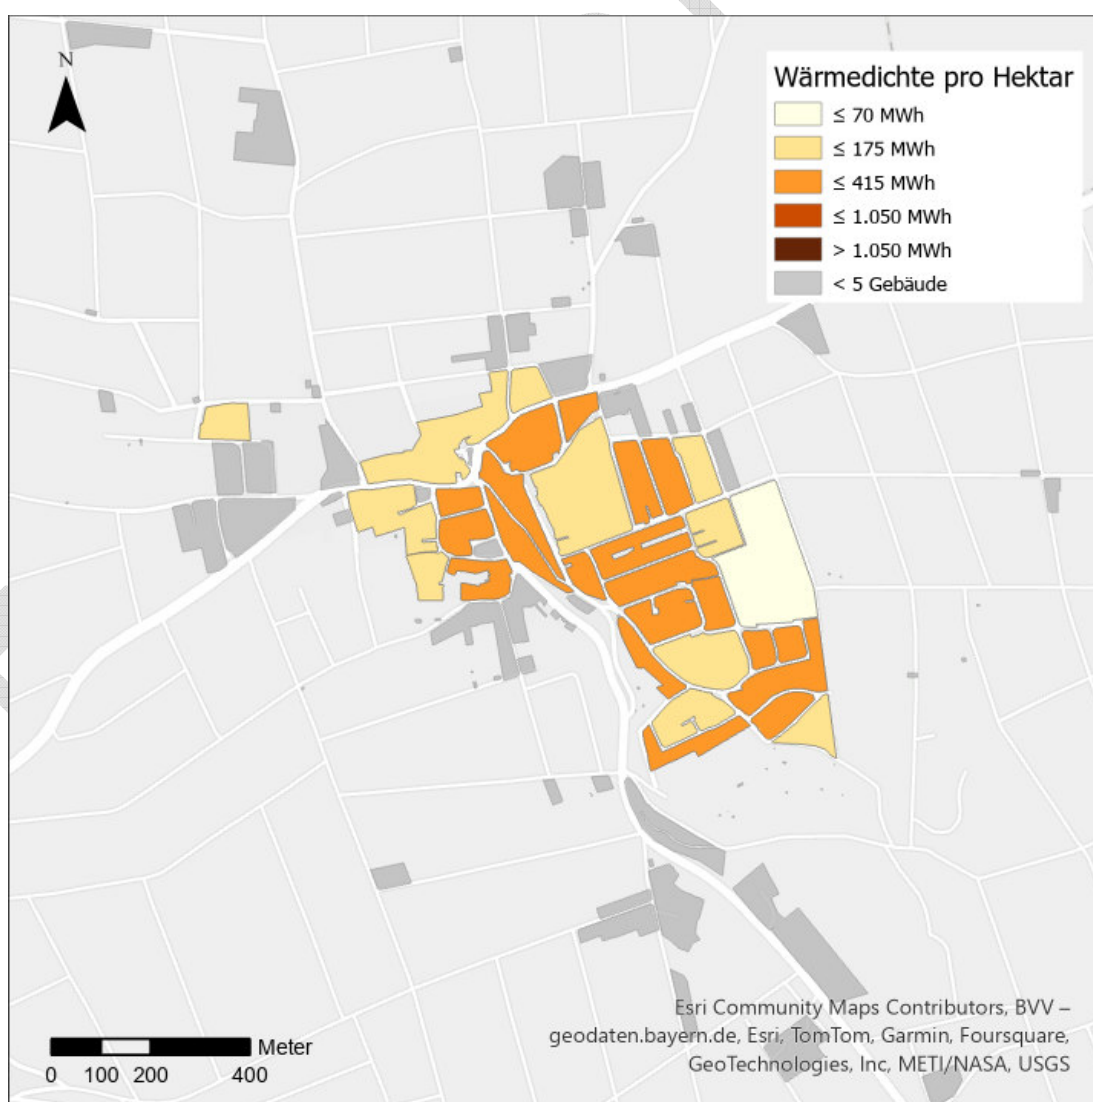 N
Wärmedichte pro Hektar
≤ 70 MWh
≤ 175 MWh
≤ 415 MWh
≤ 1.050 MWh
> 1.050 MWh
< 5 Gebäude
Esri Community Maps Contributors, BVV –
geodaten.bayern.de, Esri, TomTom, Garmin, Foursquare,
GeoTechnologies, Inc, METI/NASA, USGS
Meter
0 100 200 400